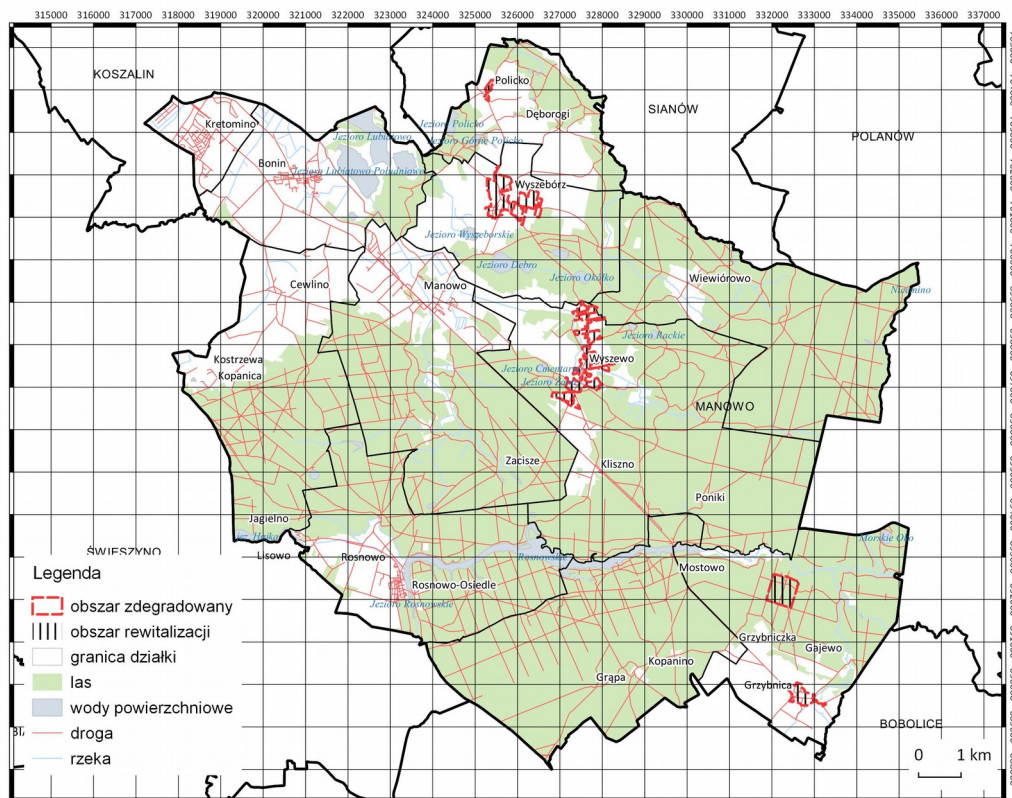 315000 316000 317000 318000 319000 320000 321000 322000 323000 324000 325000 326000 327000 328000 329000 330000 331000 332000 333000 334000 335000 336000 337000
KOSZALIN
Policko
SIANÓW
Dęborogi
Kretomino
Jezioro Policko
POLANÓW
Jezioro Lubiatowo
Jezioro Górne Policko
Bonin
Jezioro Lubiatowo Południowe
Wyszebórz
Jezioro Wyszeborskie
Jezioro Dębro
Jezioro Okółko
Wiewiórowo
Cewlino
Manowo
Jezioro Rackie
Kostrzewa
Wyszewo
Kopanica
Jezioro
Jezioro
MANOWO
Zacisze
Kliszno
Poniki
Jagielno
Morskie Oko
ŚWIESZYNO
Lisowo
Rosnowo
Rosnowskie
Mostowo
Rosnowo-Osiedle
Jezioro Rosnowskie
Grzybniczka
Gajewo
Kopanino
Grąpa
Grzybnica
BOBOLICE
Legenda
obszar zdegradowany
obszar rewitalizacji
granica działki
las
wody powierzchniowe
droga
rzeka
0 1 km